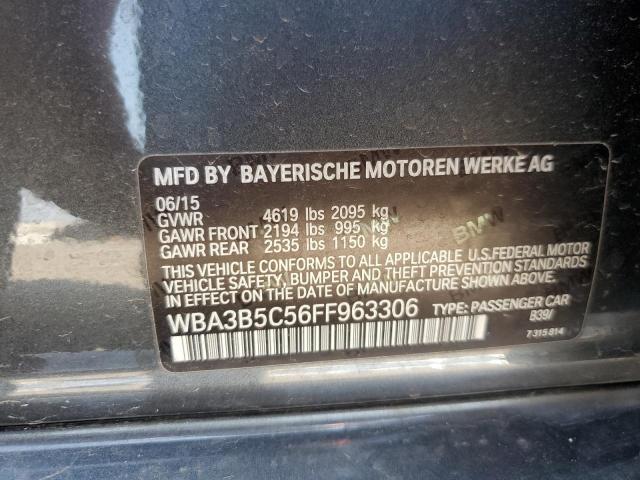 MFD BY BAYERISCHE MOTOREN WERKE AG
06/15
GVWR 4619 lbs 2095 kg
GAWR FRONT 2194 lbs 995 kg
GAWR REAR 2535 lbs 1150 kg
THIS VEHICLE CONFORMS TO ALL APPLICABLE U.S.FEDERAL MOTOR
VEHICLE SAFETY, BUMPER AND THEFT PREVENTION STANDARDS
IN EFFECT ON THE DATE OF MANUFACTURE SHOWN ABOVE.
WBA3B5C56FF963306 TYPE: PASSENGER CAR
B39/
7 315 814
BMW